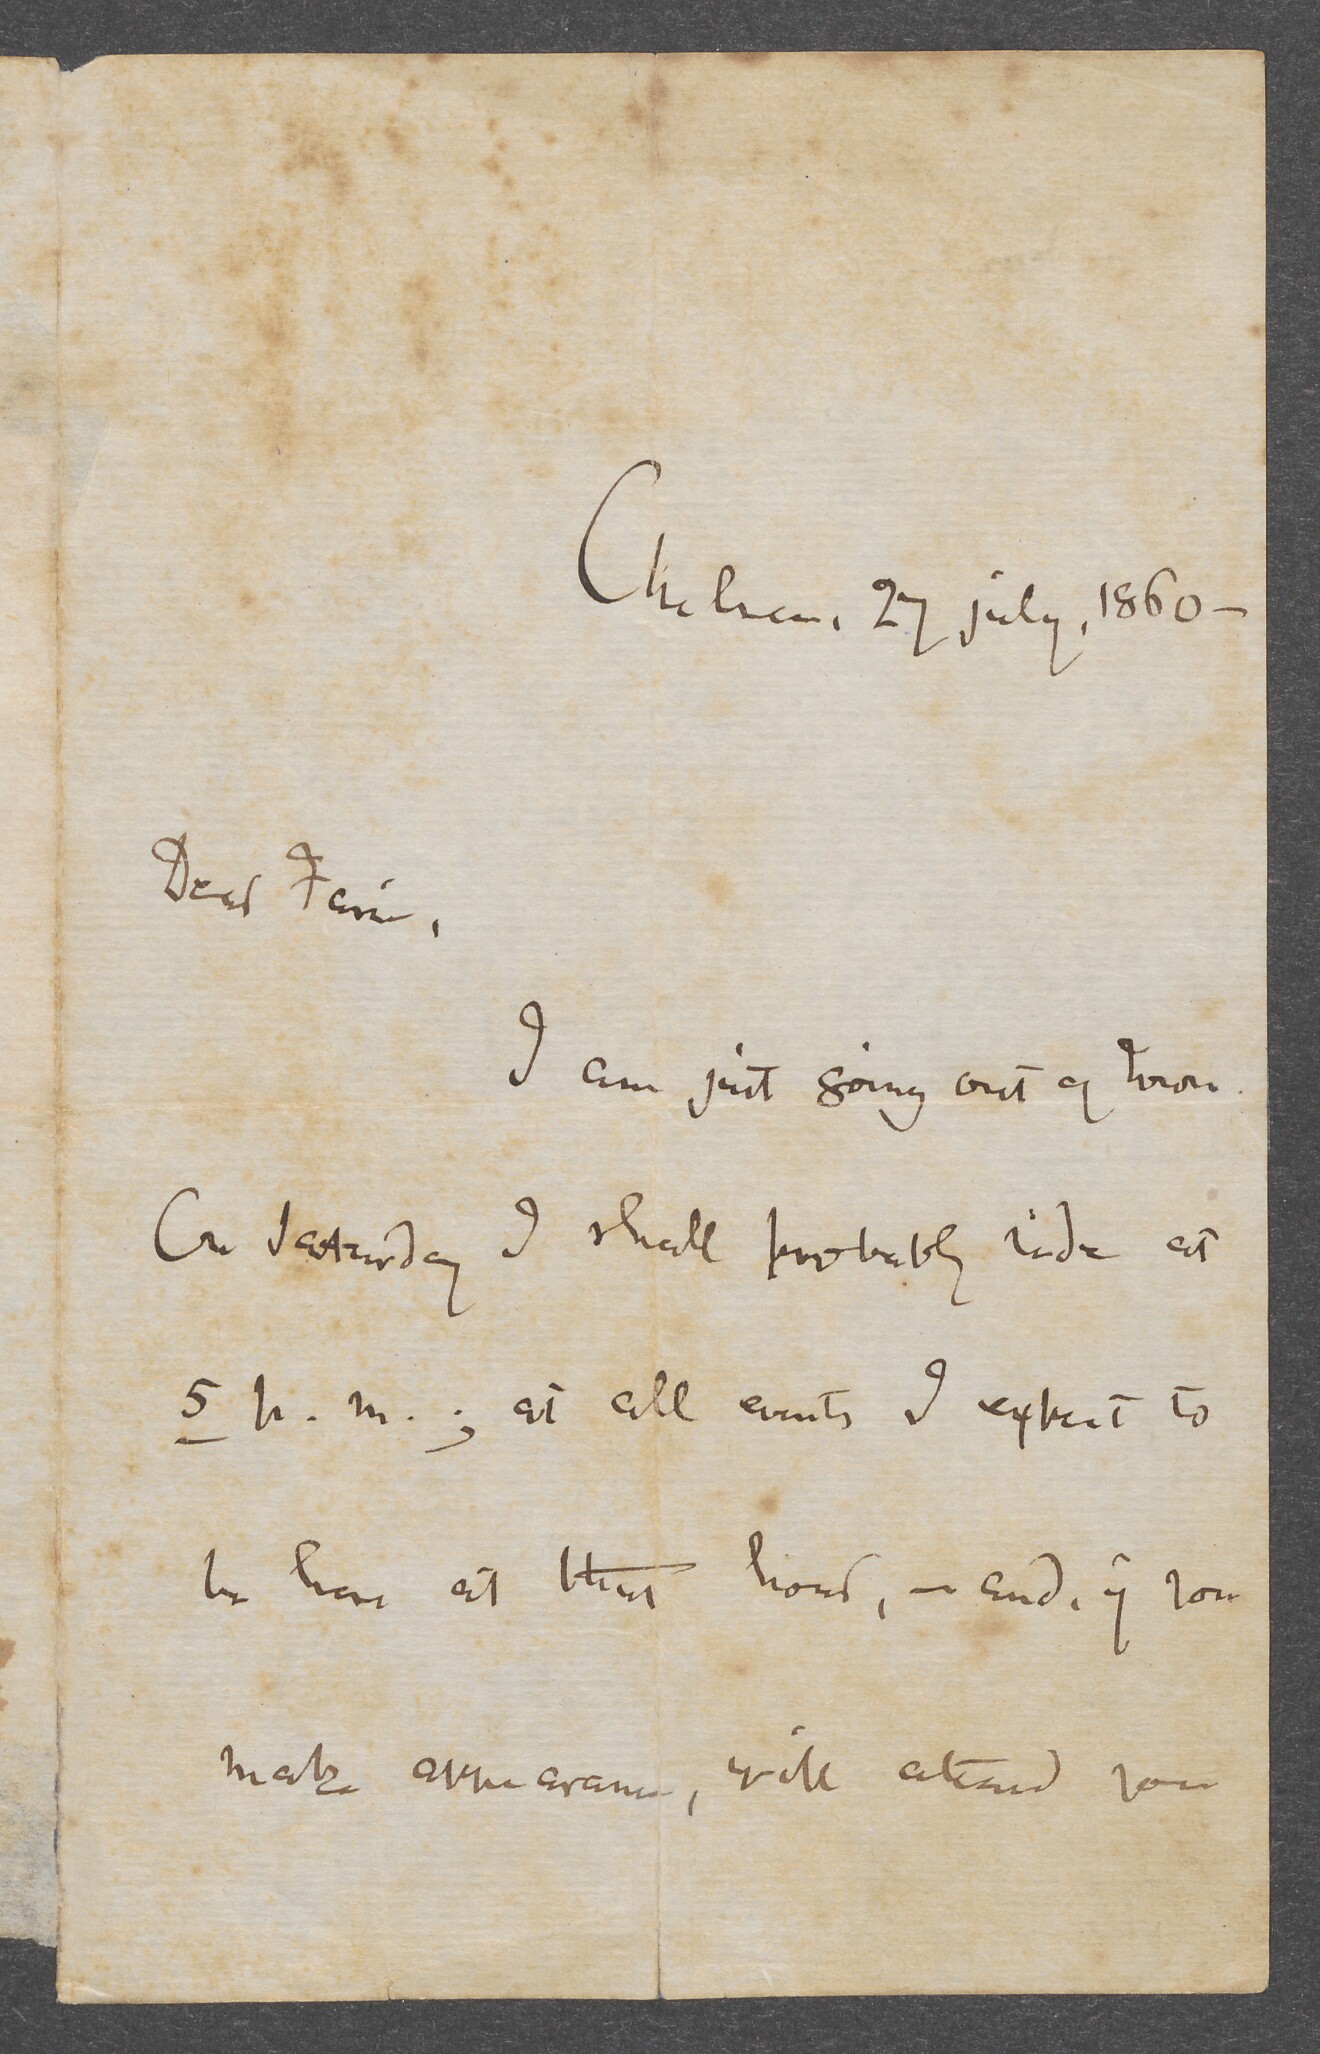 Chelsea, 27 july, 1860 –
Dear Fairie,
I am just going out of town.
On Saturday I shall probably ride at
5 p. m. ; at all events I expect to
be here at that hour, – and, if you
make appearance, will attend you